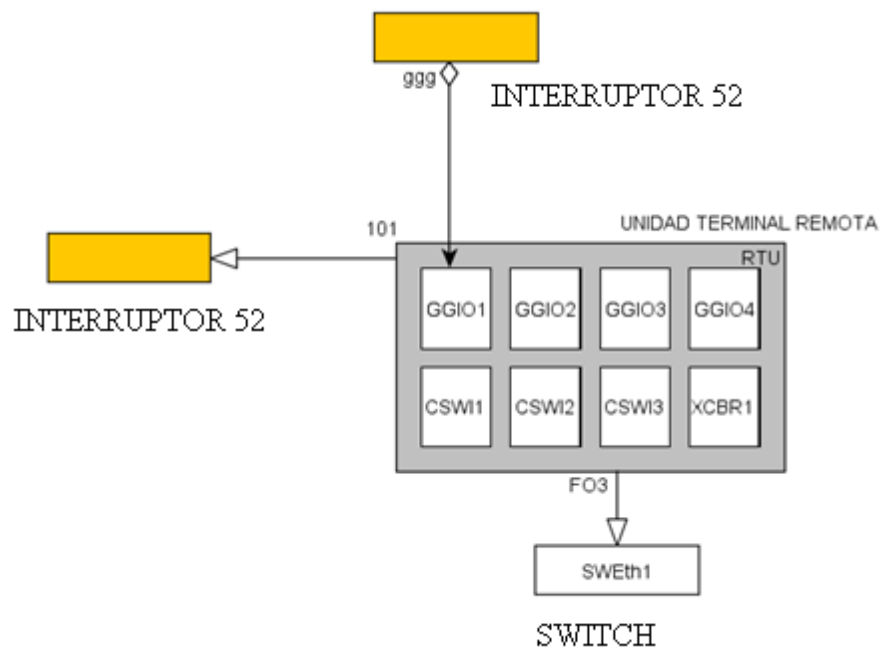 ggg
INTERRUPTOR 52
101
UNIDAD TERMINAL REMOTA
RTU
INTERRUPTOR 52
GGIO1 GGIO2 GGIO3 GGIO4
CSWI1 CSWI2 CSWI3 XCBR1
FO3
SWEth1
SWITCH